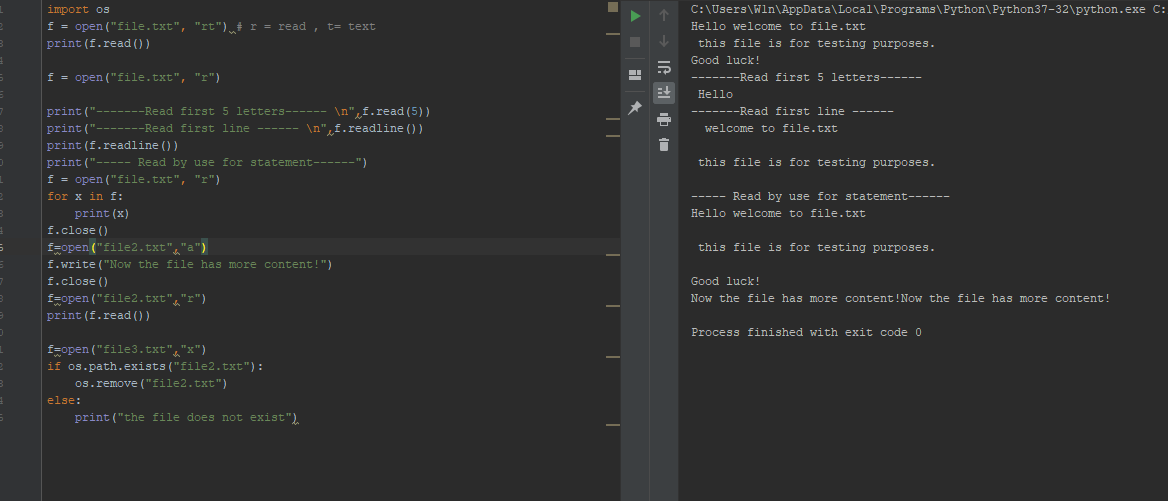 import os
f = open("file.txt", "rt") # r = read , t= text
print(f.read())
f = open("file.txt", "r")
print("-------Read first 5 letters------ \n",f.read(5))
print("-------Read first line ------ \n",f.readline())
print(f.readline())
print("----- Read by use for statement------")
f = open("file.txt", "r")
for x in f:
    print(x)
f.close()
f=open("file2.txt","a")
f.write("Now the file has more content!")
f.close()
f=open("file2.txt","r")
print(f.read())
f=open("file3.txt","x")
if os.path.exists("file2.txt"):
    os.remove("file2.txt")
else:
    print("the file does not exist")
C:\Users\Wln\AppData\Local\Programs\Python\Python37-32\python.exe C:
Hello welcome to file.txt
 this file is for testing purposes.
Good luck!
-------Read first 5 letters------
 Hello
-------Read first line ------
  welcome to file.txt
 this file is for testing purposes.
----- Read by use for statement------
Hello welcome to file.txt
 this file is for testing purposes.
Good luck!
Now the file has more content!Now the file has more content!
Process finished with exit code 0